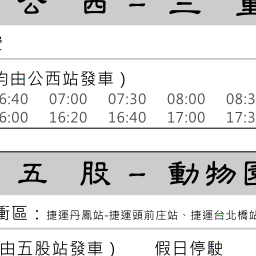 公 西 - 三 重
均由公西站發車 )
6:40 07:00 07:30 08:00 08:3
6:00 16:20 16:40 17:00 17:3
五 股 - 動物園
衝區：捷運丹鳳站-捷運頭前庄站、捷運台北橋站
由五股站發車 ) 假日停駛